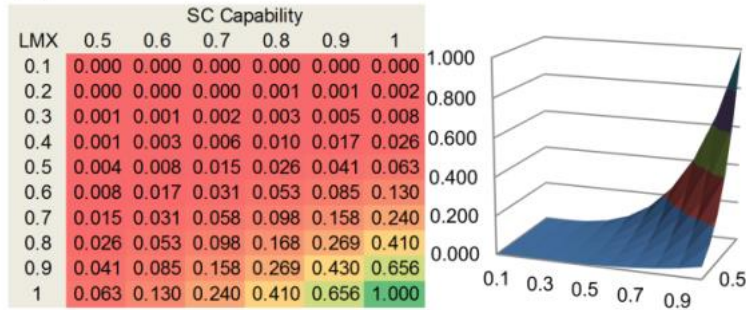 SC Capability
LMX 0.5 0.6 0.7 0.8 0.9 1
0.1 0.000 0.000 0.000 0.000 0.000 0.000
0.2 0.000 0.000 0.000 0.001 0.001 0.002
0.3 0.001 0.001 0.002 0.003 0.005 0.008
0.4 0.001 0.003 0.006 0.010 0.017 0.026
0.5 0.004 0.008 0.015 0.026 0.041 0.063
0.6 0.008 0.017 0.031 0.053 0.085 0.130
0.7 0.015 0.031 0.058 0.098 0.158 0.240
0.8 0.026 0.053 0.098 0.168 0.269 0.410
0.9 0.041 0.085 0.158 0.269 0.430 0.656
1 0.063 0.130 0.240 0.410 0.656 1.000
1.000
0.800
0.600
0.400
0.200
0.000
0.1 0.3 0.5 0.7 0.9
0.5